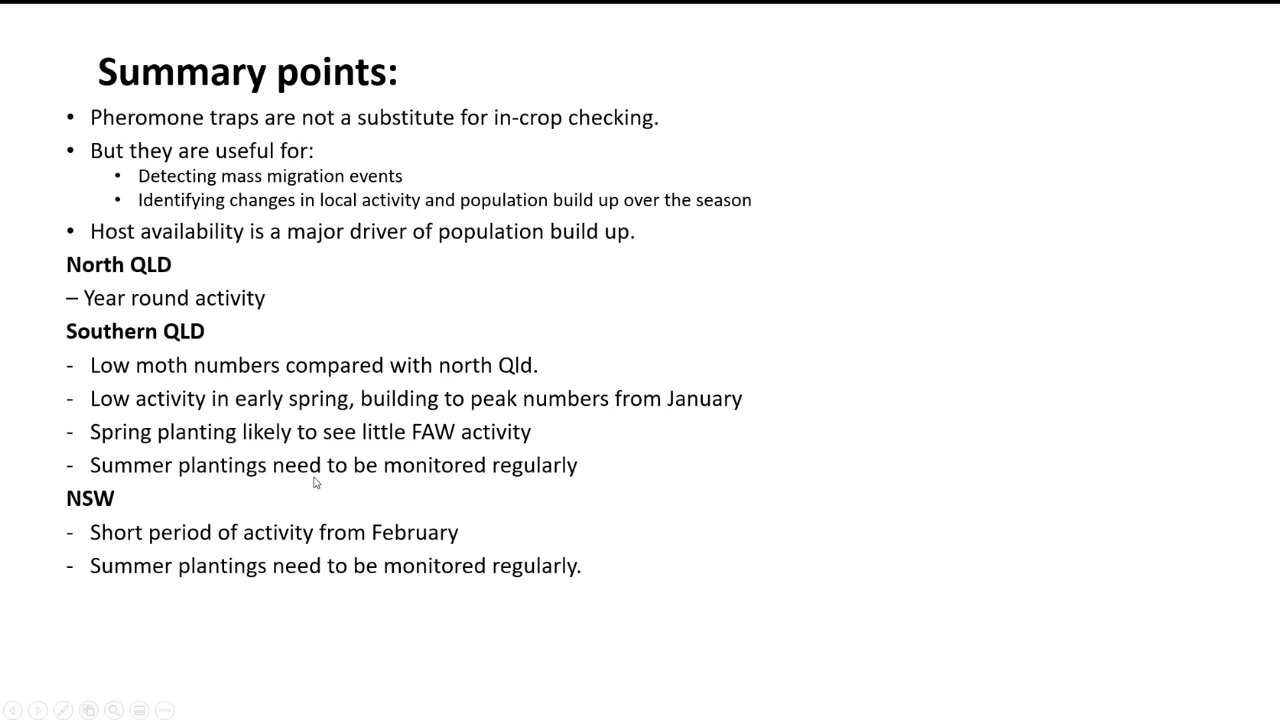 Summary points:
• Pheromone traps are not a substitute for in-crop checking.
• But they are useful for:
• Detecting mass migration events
• Identifying changes in local activity and population build up over the season
• Host availability is a major driver of population build up.
North QLD
– Year round activity
Southern QLD
- Low moth numbers compared with north Qld.
- Low activity in early spring, building to peak numbers from January
- Spring planting likely to see little FAW activity
- Summer plantings need to be monitored regularly
NSW
- Short period of activity from February
- Summer plantings need to be monitored regularly.